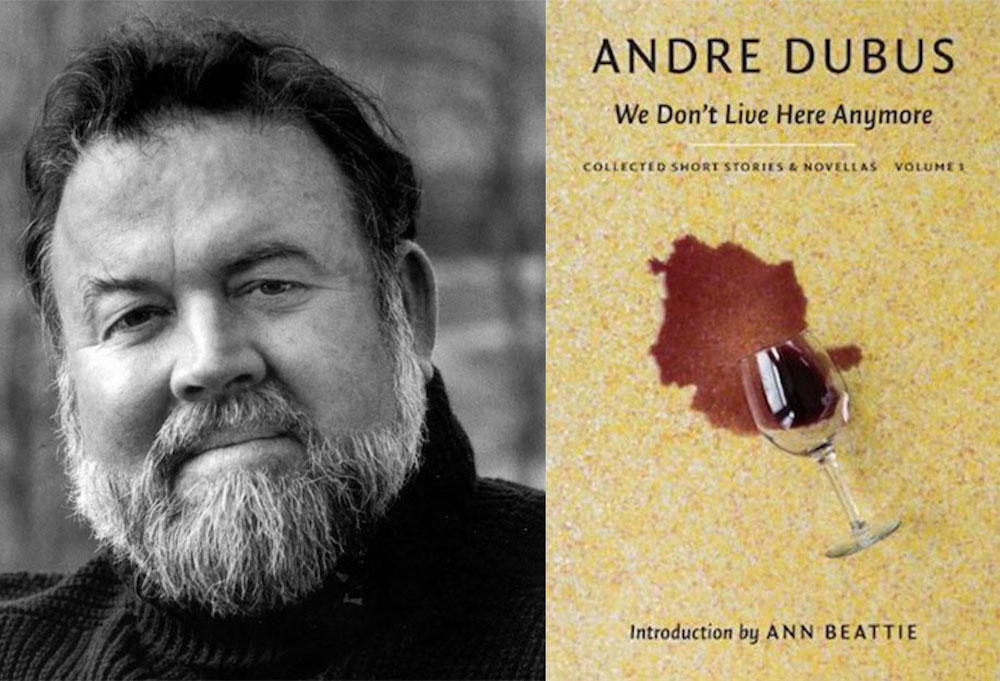 ANDRE DUBUS
We Don't Live Here Anymore
COLLECTED SHORT STORIES & NOVELLAS VOLUME 1
Introduction by ANN BEATTIE